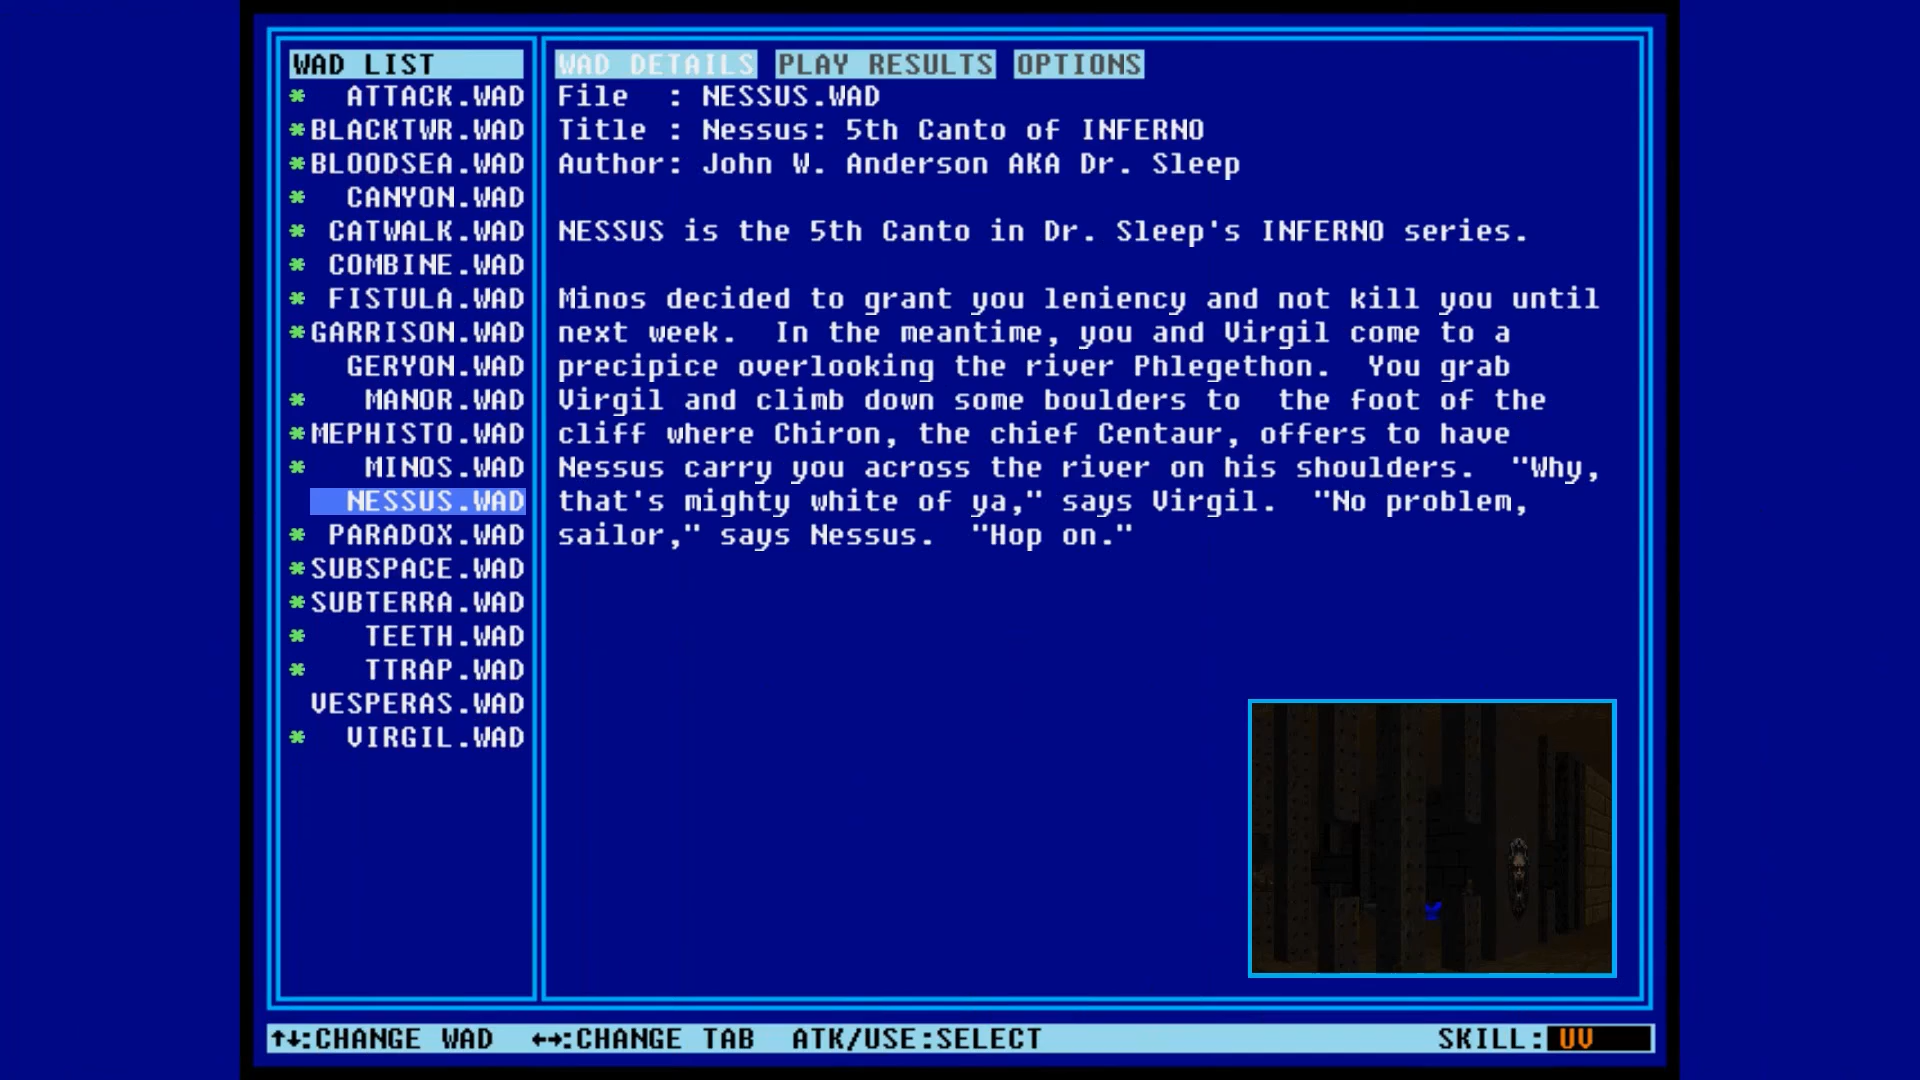 WAD LIST
* ATTACK.WAD
*BLACKTWR.WAD
*BLOODSEA.WAD
* CANYON.WAD
* CATWALK.WAD
* COMBINE.WAD
* FISTULA.WAD
*GARRISON.WAD
GERYON.WAD
* MANOR.WAD
*MEPHISTO.WAD
* MINOS.WAD
NESSUS.WAD
* PARADOX.WAD
*SUBSPACE.WAD
*SUBTERRA.WAD
* TEETH.WAD
* TTRAP.WAD
VESPERAS.WAD
* VIRGIL.WAD
WAD DETAILS PLAY RESULTS OPTIONS
File : NESSUS.WAD
Title : Nessus: 5th Canto of INFERNO
Author: John W. Anderson AKA Dr. Sleep
NESSUS is the 5th Canto in Dr. Sleep's INFERNO series.
Minos decided to grant you leniency and not kill you until
next week. In the meantime, you and Virgil come to a
precipice overlooking the river Phlegethon. You grab
Virgil and climb down some boulders to the foot of the
cliff where Chiron, the chief Centaur, offers to have
Nessus carry you across the river on his shoulders. "Why,
that's mighty white of ya," says Virgil. "No problem,
sailor," says Nessus. "Hop on."
↑↓:CHANGE WAD ←→:CHANGE TAB ATK/USE:SELECT SKILL: UV